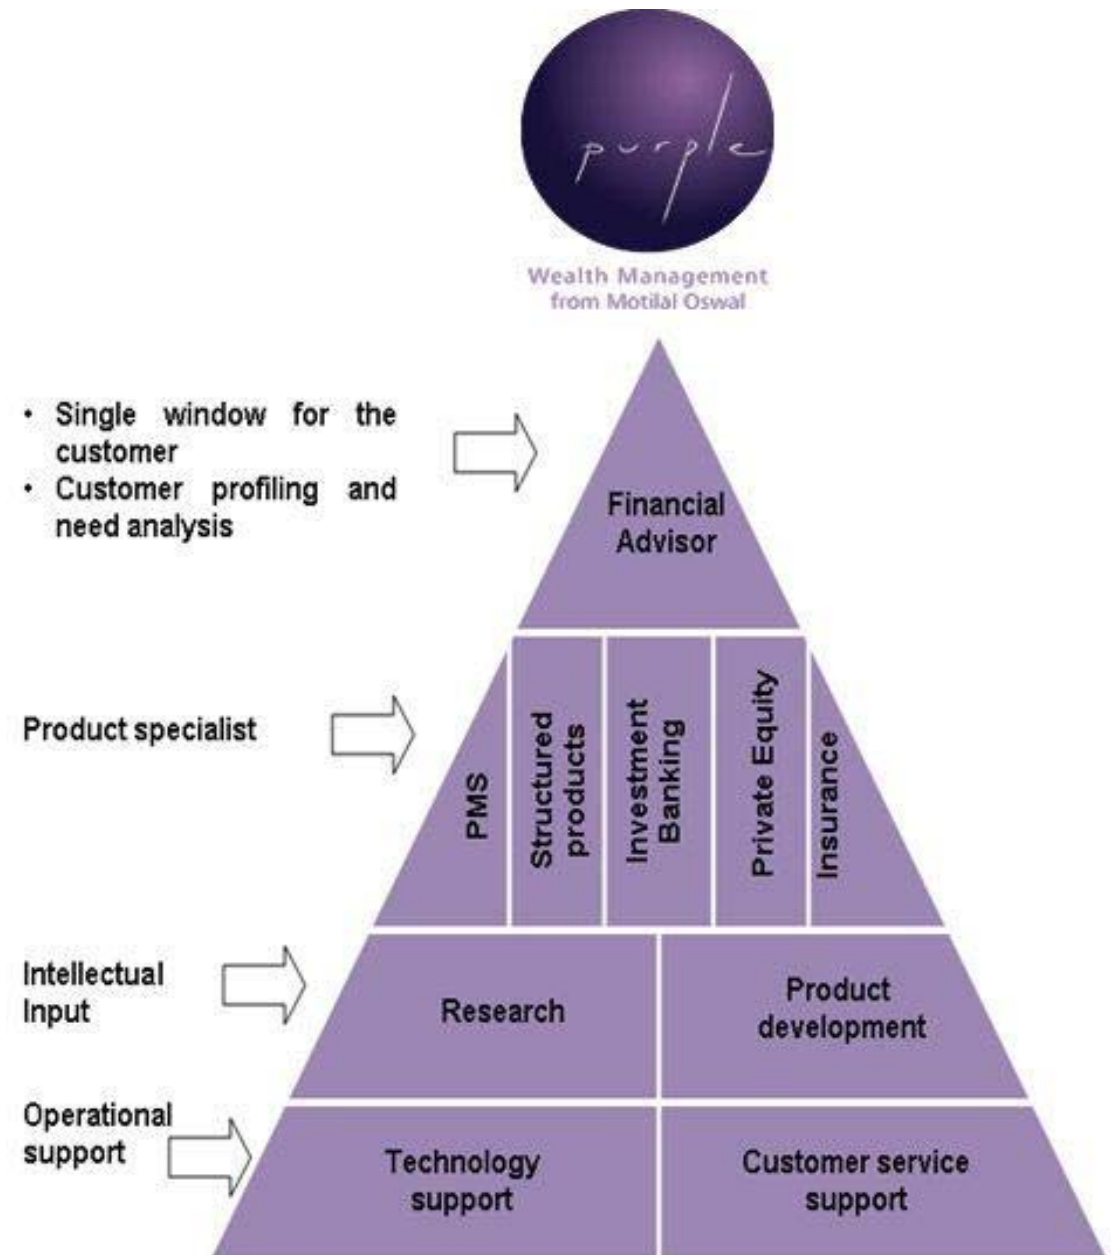 purple
Wealth Management
from Motilal Oswal
• Single window for the
customer
• Customer profiling and
need analysis
Financial
Advisor
Product specialist
PMS
Structured
products
Investment
Banking
Private Equity
Insurance
Intellectual
Input
Research
Product
development
Operational
support
Technology
support
Customer service
support